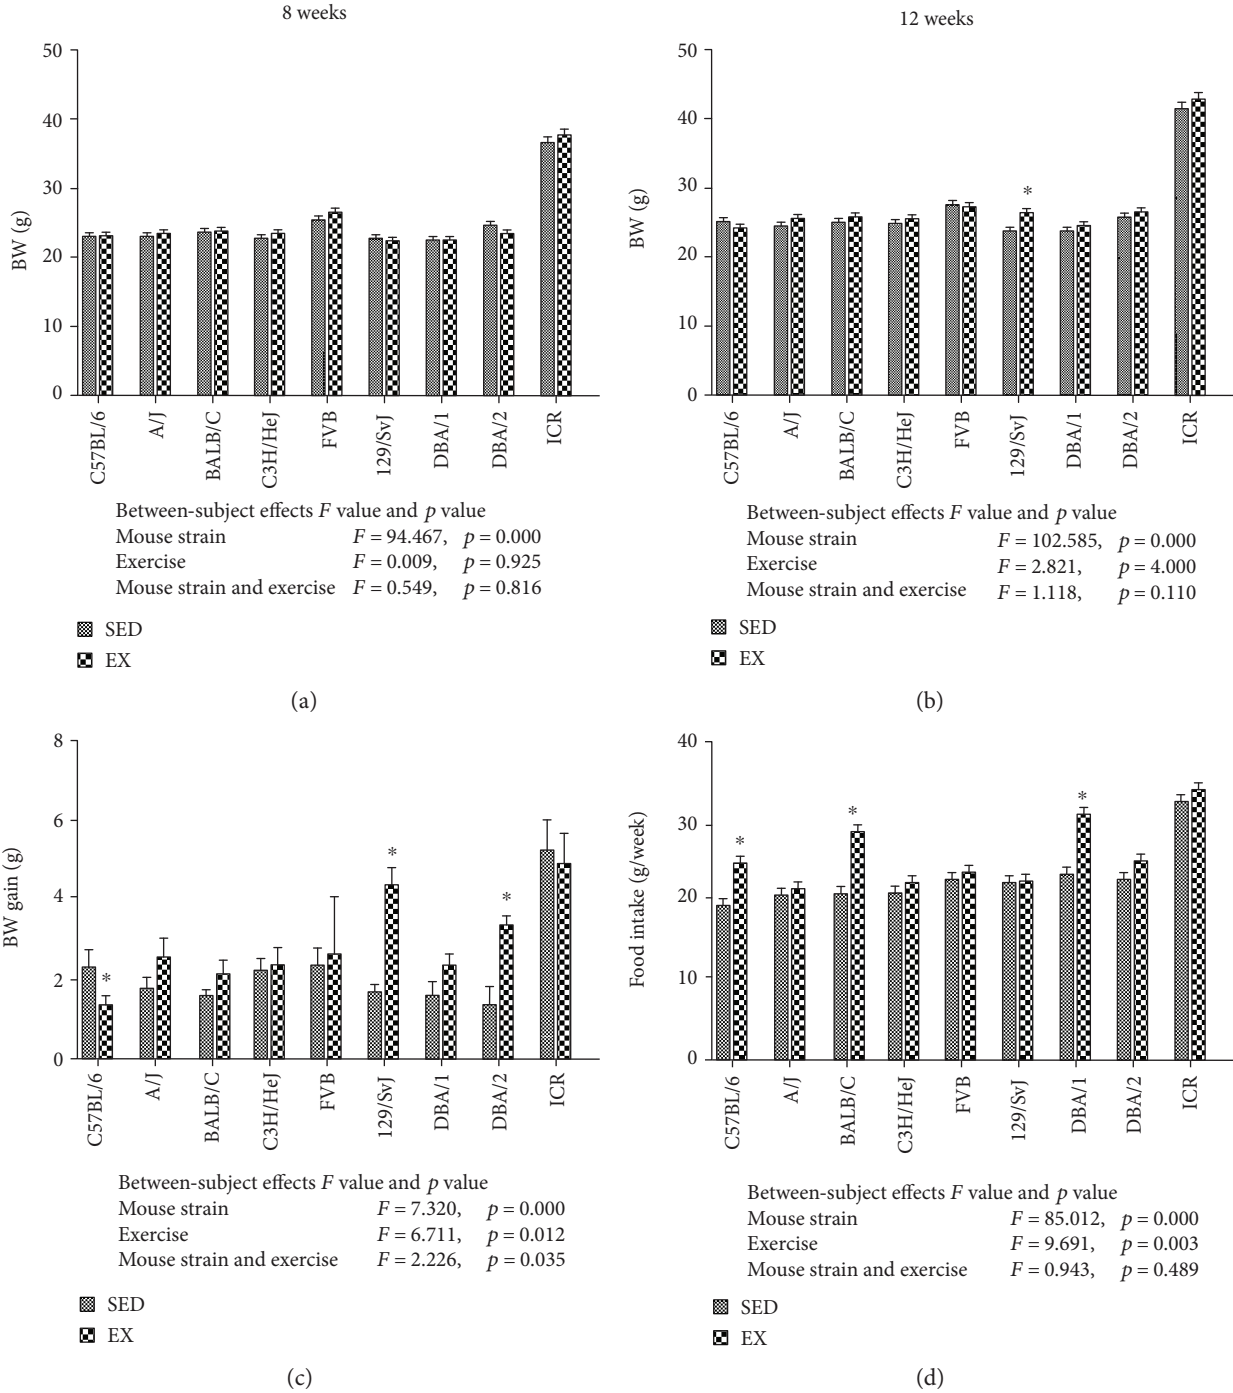 8 weeks
50
40
30
20
10
0
BW (g)
C57BL/6
A/J
BALB/C
C3H/HeJ
FVB
129/SvJ
DBA/1
DBA/2
ICR
Between-subject effects F value and p value
Mouse strain F = 94.467, p = 0.000
Exercise F = 0.009, p = 0.925
Mouse strain and exercise F = 0.549, p = 0.816
SED
EX
(a)
12 weeks
50
40
30
20
10
0
BW (g)
*
C57BL/6
A/J
BALB/C
C3H/HeJ
FVB
129/SvJ
DBA/1
DBA/2
ICR
Between-subject effects F value and p value
Mouse strain F = 102.585, p = 0.000
Exercise F = 2.821, p = 4.000
Mouse strain and exercise F = 1.118, p = 0.110
SED
EX
(b)
8
6
4
2
0
BW gain (g)
*
*
*
C57BL/6
A/J
BALB/C
C3H/HeJ
FVB
129/SvJ
DBA/1
DBA/2
ICR
Between-subject effects F value and p value
Mouse strain F = 7.320, p = 0.000
Exercise F = 6.711, p = 0.012
Mouse strain and exercise F = 2.226, p = 0.035
SED
EX
(c)
40
30
20
10
0
Food intake (g/week)
*
*
*
C57BL/6
A/J
BALB/C
C3H/HeJ
FVB
129/SvJ
DBA/1
DBA/2
ICR
Between-subject effects F value and p value
Mouse strain F = 85.012, p = 0.000
Exercise F = 9.691, p = 0.003
Mouse strain and exercise F = 0.943, p = 0.489
SED
EX
(d)